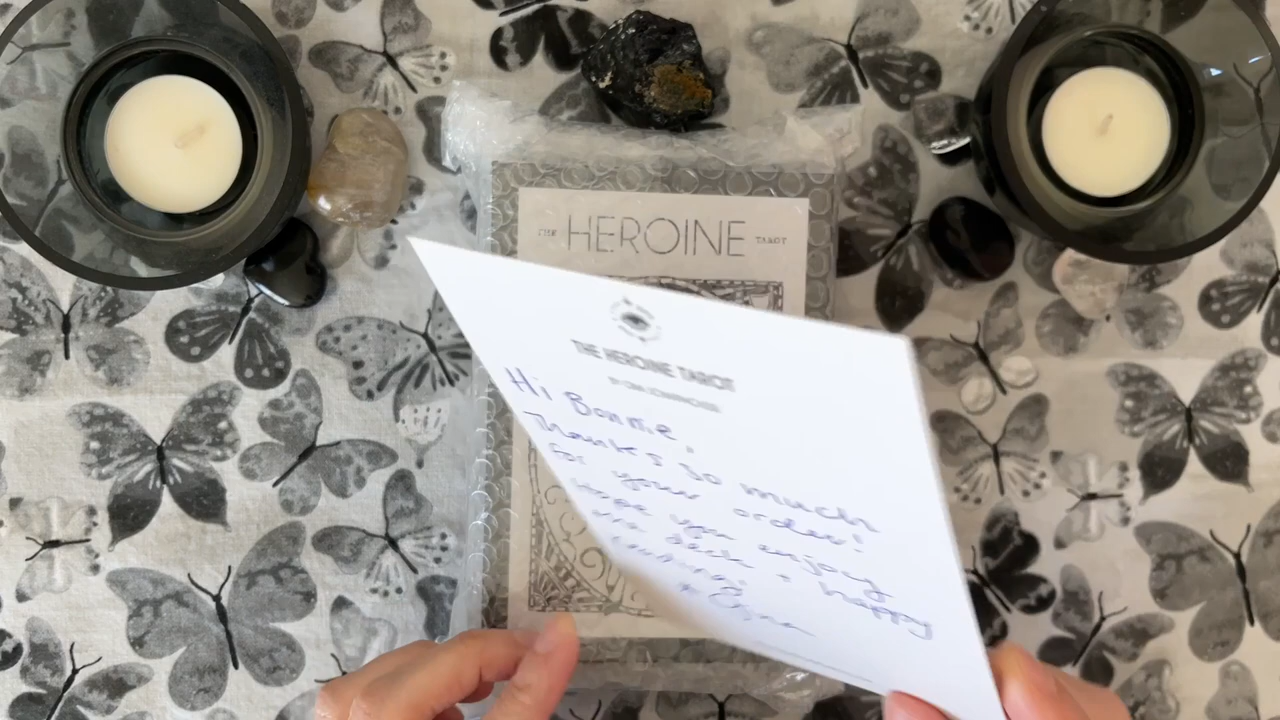 THE HEROINE TAROT
THE HEROINE TAROT
Hi Bonnie,
Thanks so much
for your order!
Hope you enjoy
the deck + happy